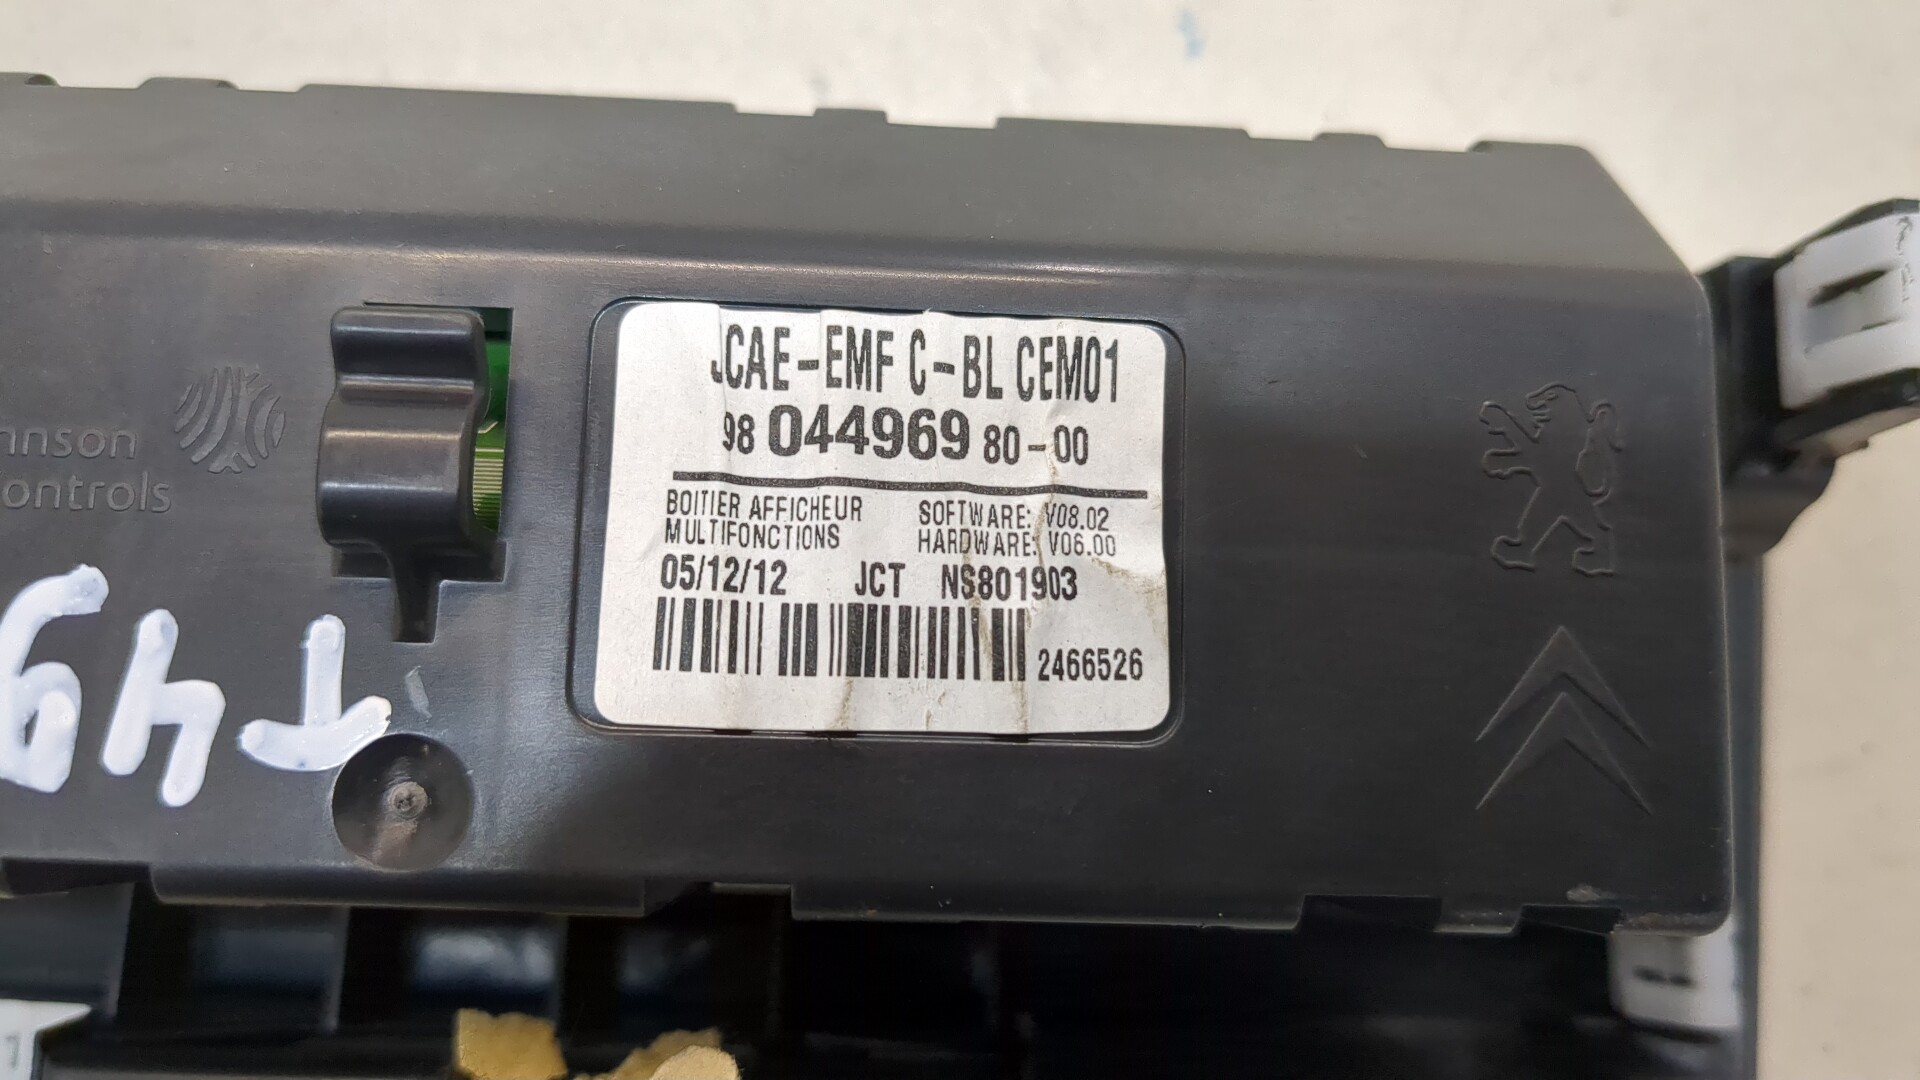 JCAE-EMF C-BL CEM01
98 044969 80-00
BOITIER AFFICHEUR
MULTIFONCTIONS
SOFTWARE: V08.02
HARDWARE: V06.00
05/12/12 JCT NS801903
2466526
hnson
ontrols